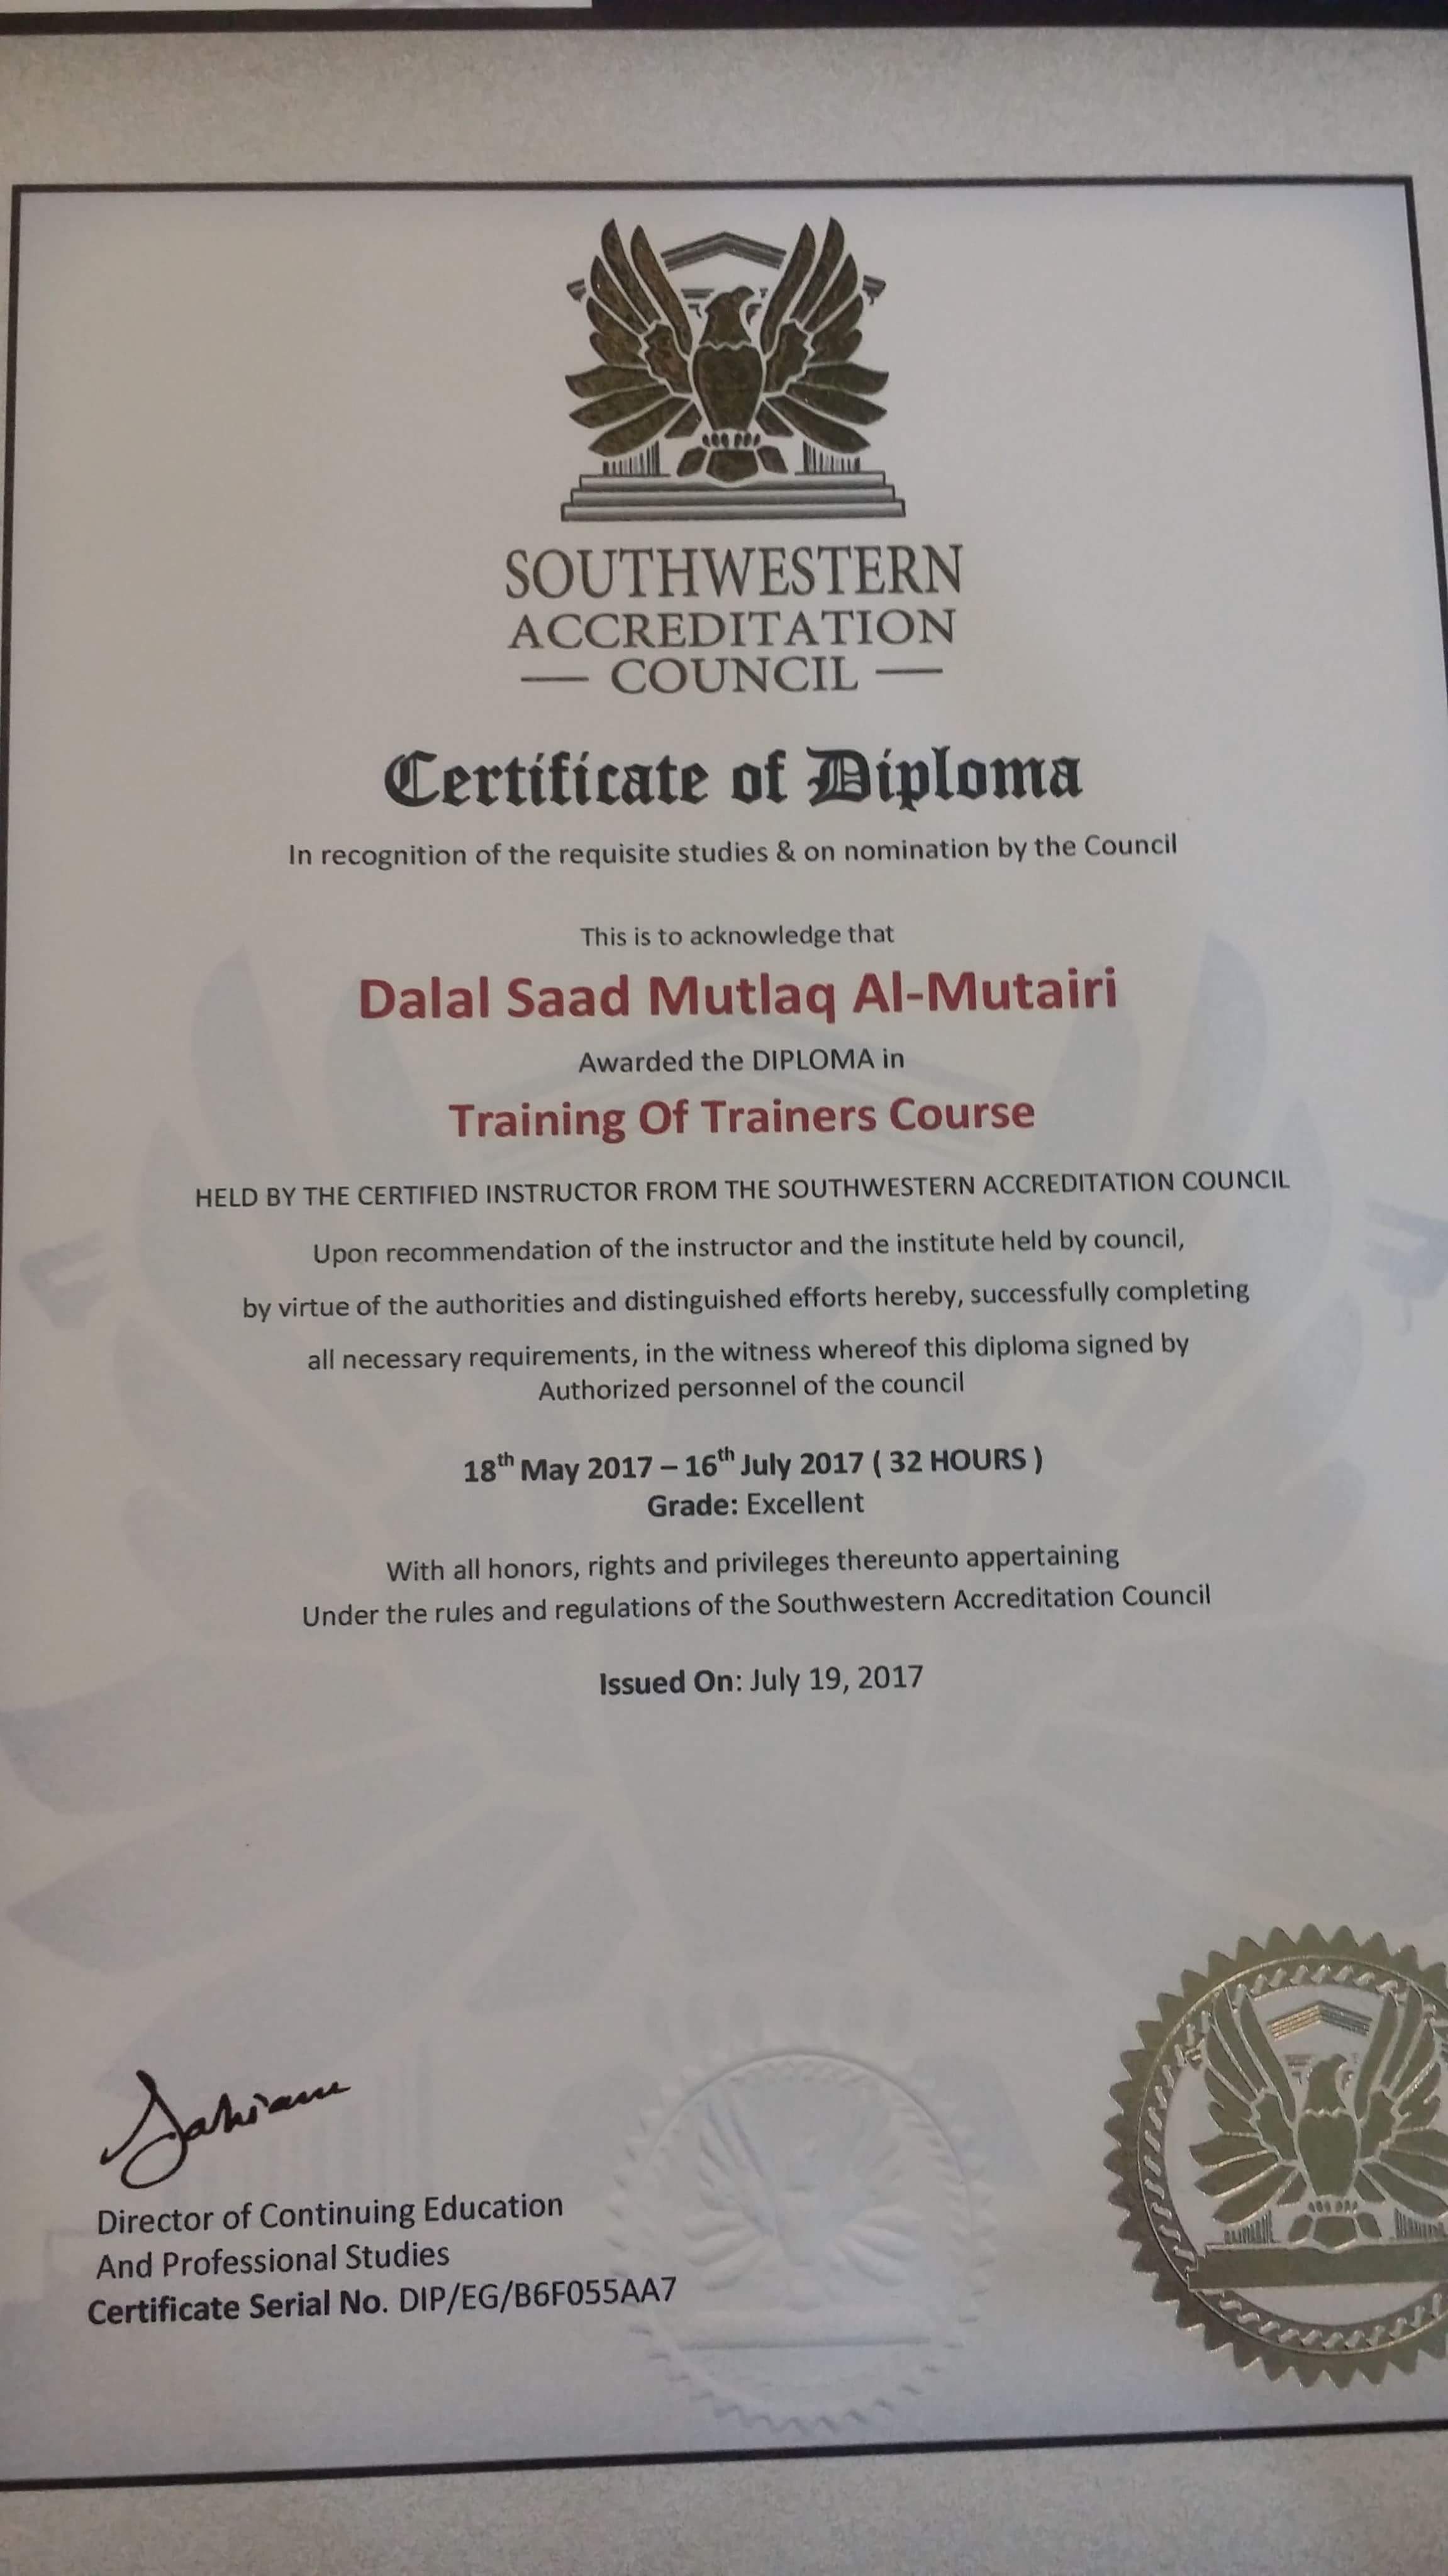 SOUTHWESTERN
ACCREDITATION
— COUNCIL —
Certificate of Diploma
In recognition of the requisite studies & on nomination by the Council
This is to acknowledge that
Dalal Saad Mutlaq Al-Mutairi
Awarded the DIPLOMA in
Training Of Trainers Course
HELD BY THE CERTIFIED INSTRUCTOR FROM THE SOUTHWESTERN ACCREDITATION COUNCIL
Upon recommendation of the instructor and the institute held by council,
by virtue of the authorities and distinguished efforts hereby, successfully completing
all necessary requirements, in the witness whereof this diploma signed by
Authorized personnel of the council
18th May 2017 – 16th July 2017 ( 32 HOURS )
Grade: Excellent
With all honors, rights and privileges thereunto appertaining
Under the rules and regulations of the Southwestern Accreditation Council
Issued On: July 19, 2017
Director of Continuing Education
And Professional Studies
Certificate Serial No. DIP/EG/B6F055AA7